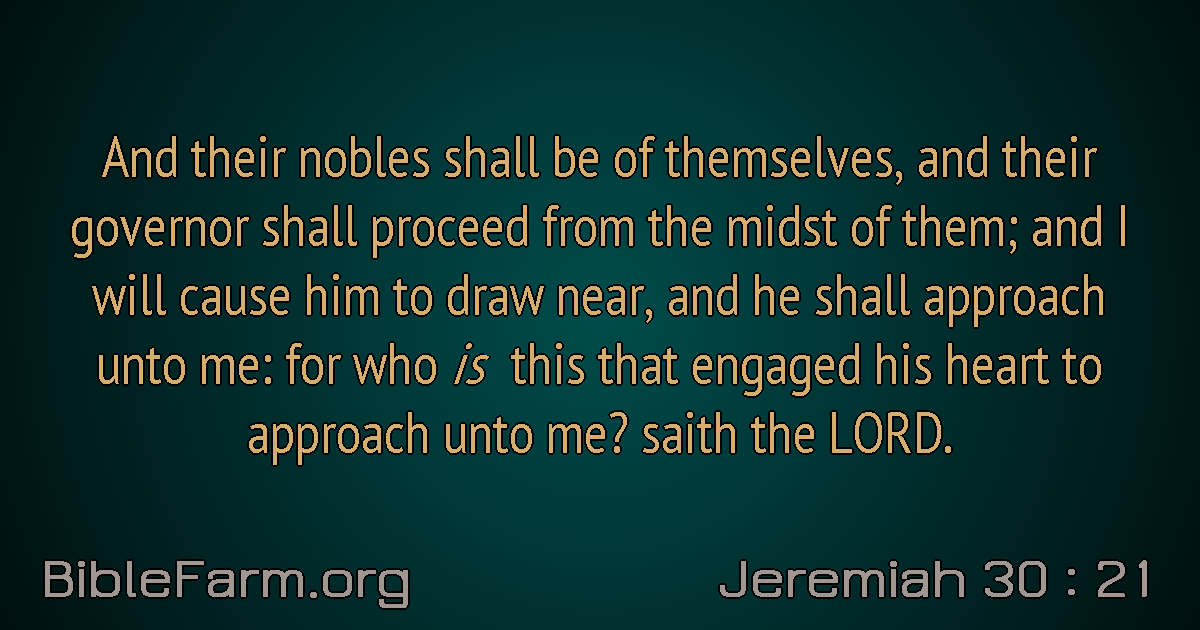 And their nobles shall be of themselves, and their
governor shall proceed from the midst of them; and I
will cause him to draw near, and he shall approach
unto me: for who is this that engaged his heart to
approach unto me? saith the LORD.
BibleFarm.org
Jeremiah 30 : 21